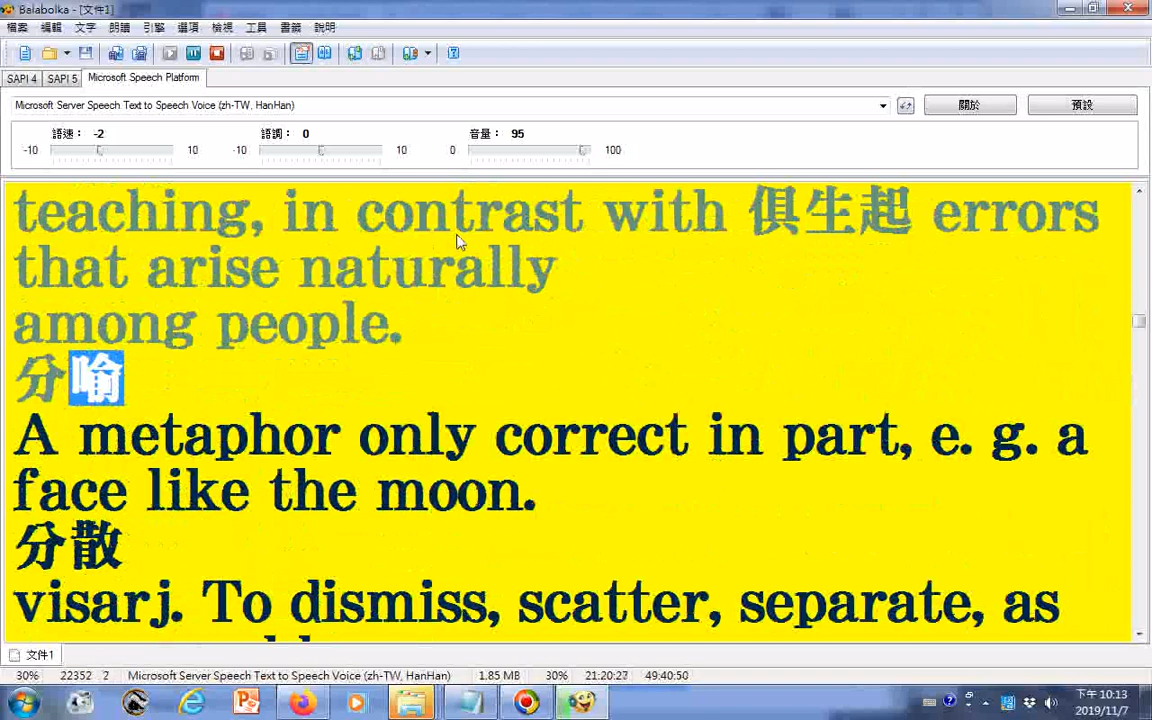 Balabolka - [文件1]
檔案 編輯 文字 朗讀 引擎 選項 檢視 工具 書籤 說明
SAPI 4 SAPI 5 Microsoft Speech Platform
Microsoft Server Speech Text to Speech Voice (zh-TW, HanHan) 關於 預設
語速： -2 語調： 0 音量： 95
-10 10 -10 10 0 100
teaching, in contrast with 俱生起 errors
that arise naturally
among people.
分喻
A metaphor only correct in part, e. g. a
face like the moon.
分散
visarj. To dismiss, scatter, separate, as
文件1
30% 22352 2 Microsoft Server Speech Text to Speech Voice (zh-TW, HanHan) 1.85 MB 30% 21:20:27 49:40:50
下午 10:13
2019/11/7